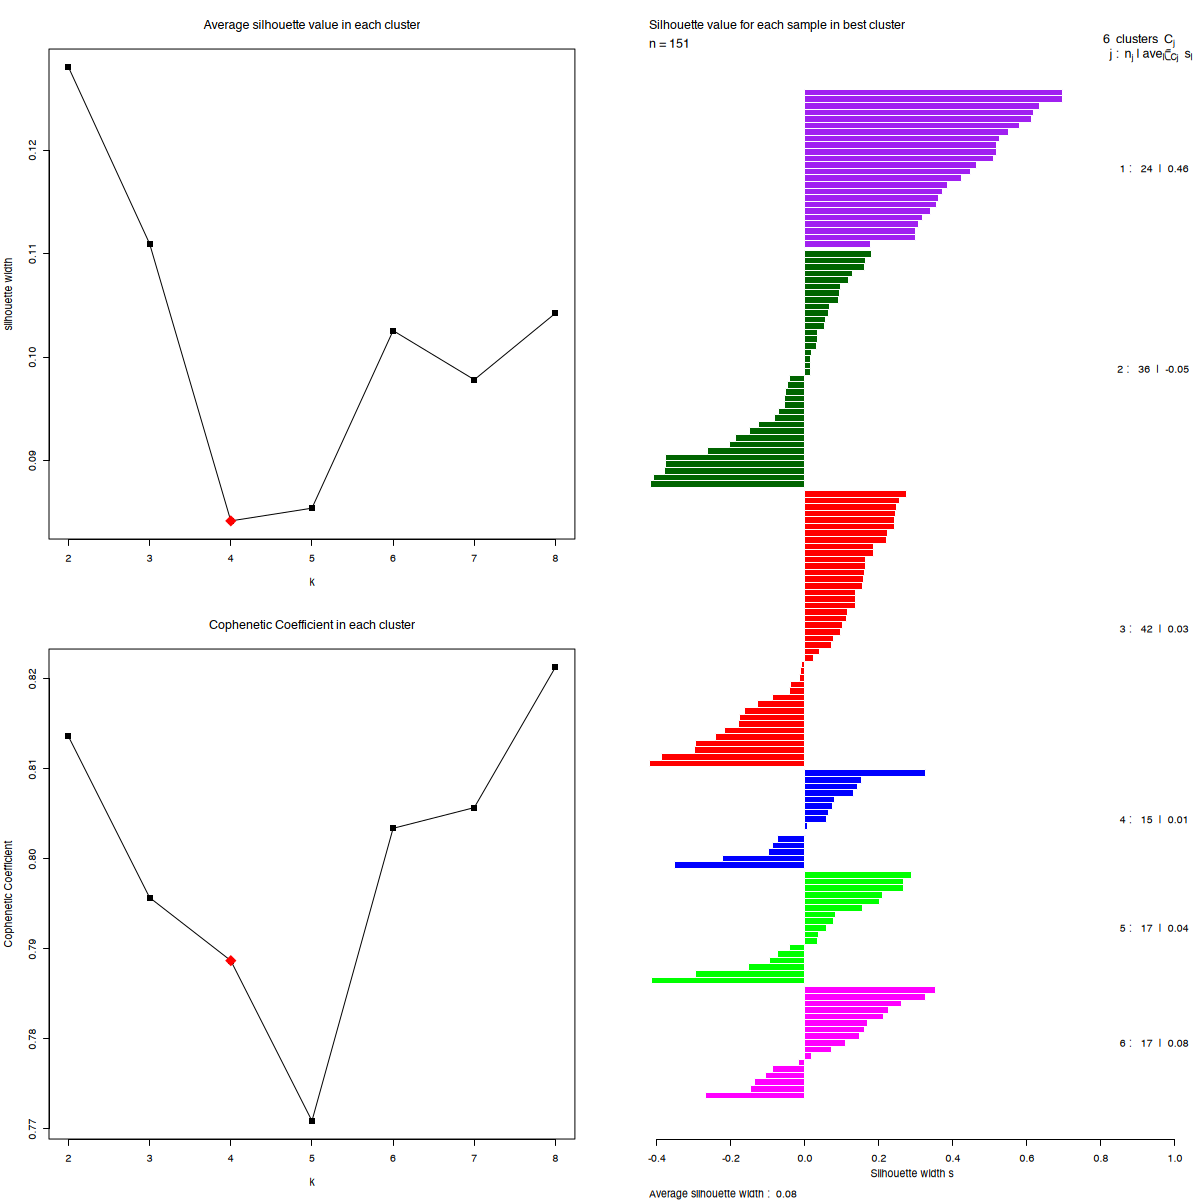 Average silhouette value in each cluster
silhouette width
0.12
0.11
0.10
0.09
2 3 4 5 6 7 8
k
Cophenetic Coefficient in each cluster
Cophenetic Coefficient
0.82
0.81
0.80
0.79
0.78
0.77
2 3 4 5 6 7 8
k
Silhouette value for each sample in best cluster
n = 151
6 clusters Cj
j : nj | avei∈Cj si
1 : 24 | 0.46
2 : 36 | -0.05
3 : 42 | 0.03
4 : 15 | 0.01
5 : 17 | 0.04
6 : 17 | 0.08
-0.4 -0.2 0.0 0.2 0.4 0.6 0.8 1.0
Silhouette width s
Average silhouette width : 0.08